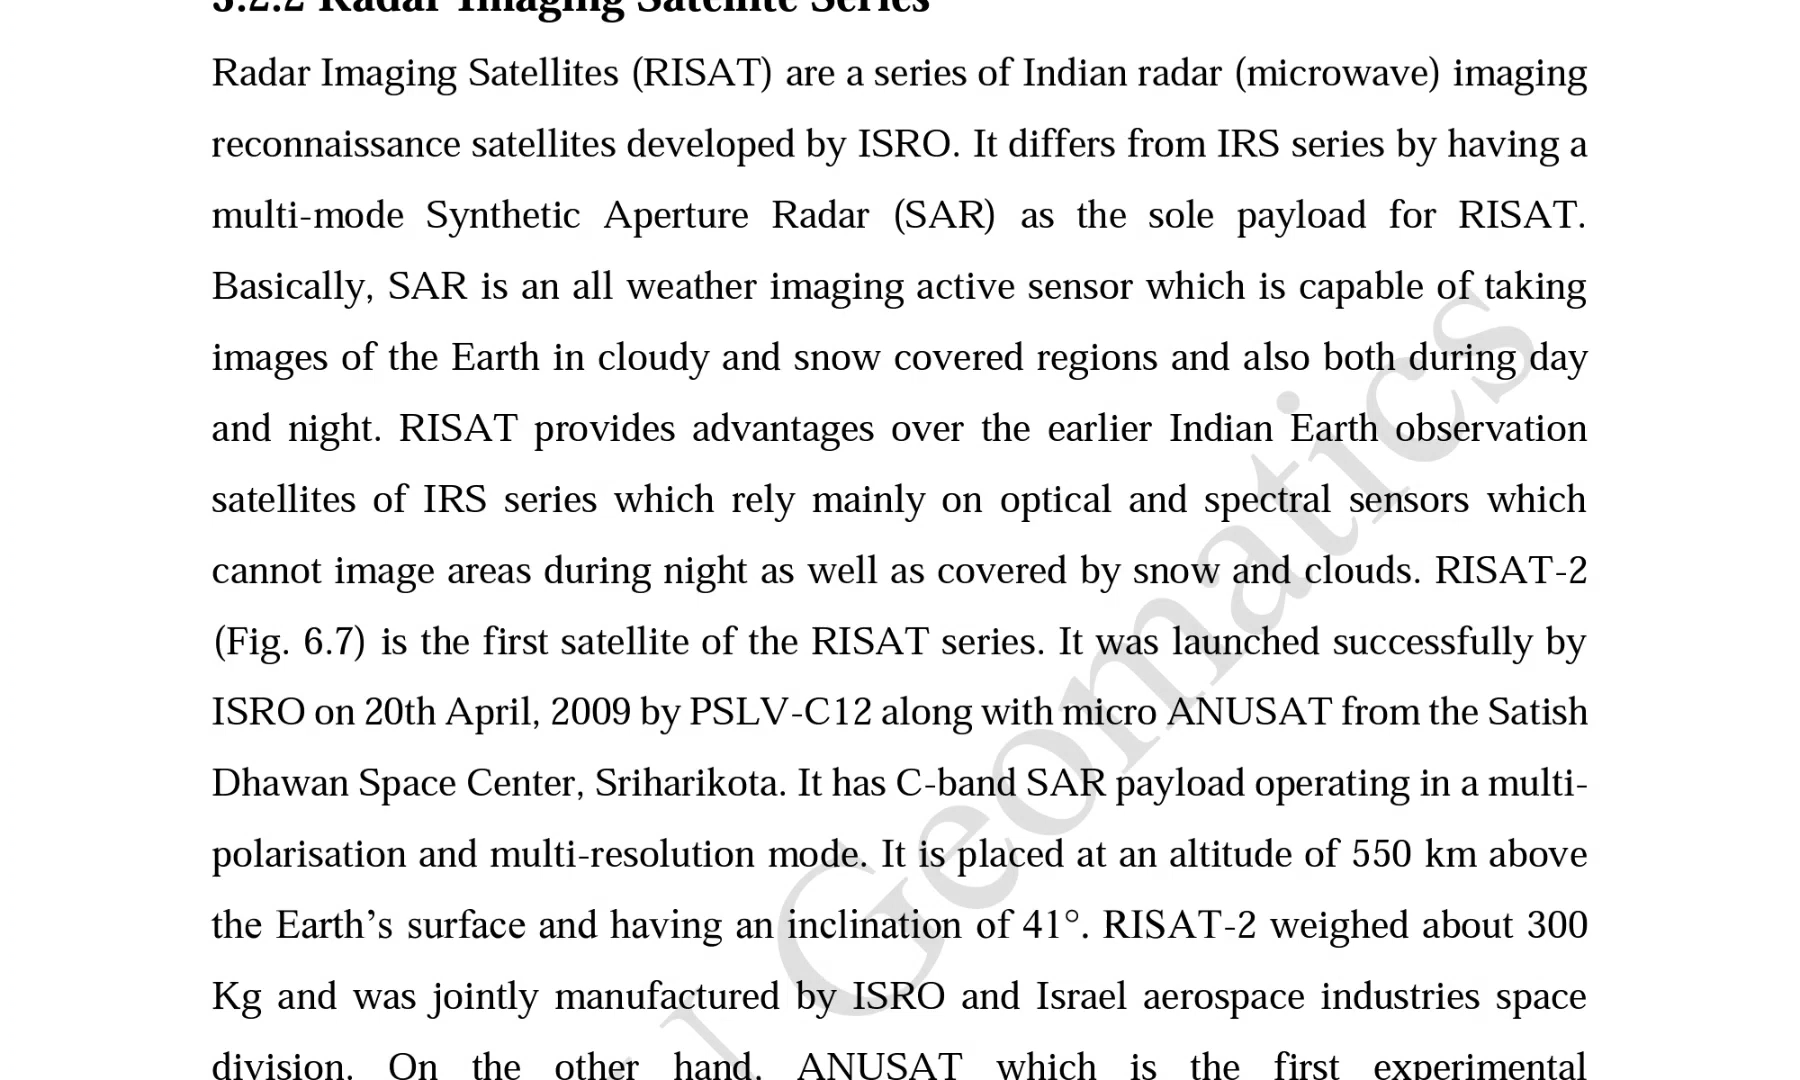 3.2.2 Radar Imaging Satellite Series
Radar Imaging Satellites (RISAT) are a series of Indian radar (microwave) imaging
reconnaissance satellites developed by ISRO. It differs from IRS series by having a
multi-mode Synthetic Aperture Radar (SAR) as the sole payload for RISAT.
Basically, SAR is an all weather imaging active sensor which is capable of taking
images of the Earth in cloudy and snow covered regions and also both during day
and night. RISAT provides advantages over the earlier Indian Earth observation
satellites of IRS series which rely mainly on optical and spectral sensors which
cannot image areas during night as well as covered by snow and clouds. RISAT-2
(Fig. 6.7) is the first satellite of the RISAT series. It was launched successfully by
ISRO on 20th April, 2009 by PSLV-C12 along with micro ANUSAT from the Satish
Dhawan Space Center, Sriharikota. It has C-band SAR payload operating in a multi-
polarisation and multi-resolution mode. It is placed at an altitude of 550 km above
the Earth’s surface and having an inclination of 41°. RISAT-2 weighed about 300
Kg and was jointly manufactured by ISRO and Israel aerospace industries space
division. On the other hand, ANUSAT which is the first experimental
Geomatics